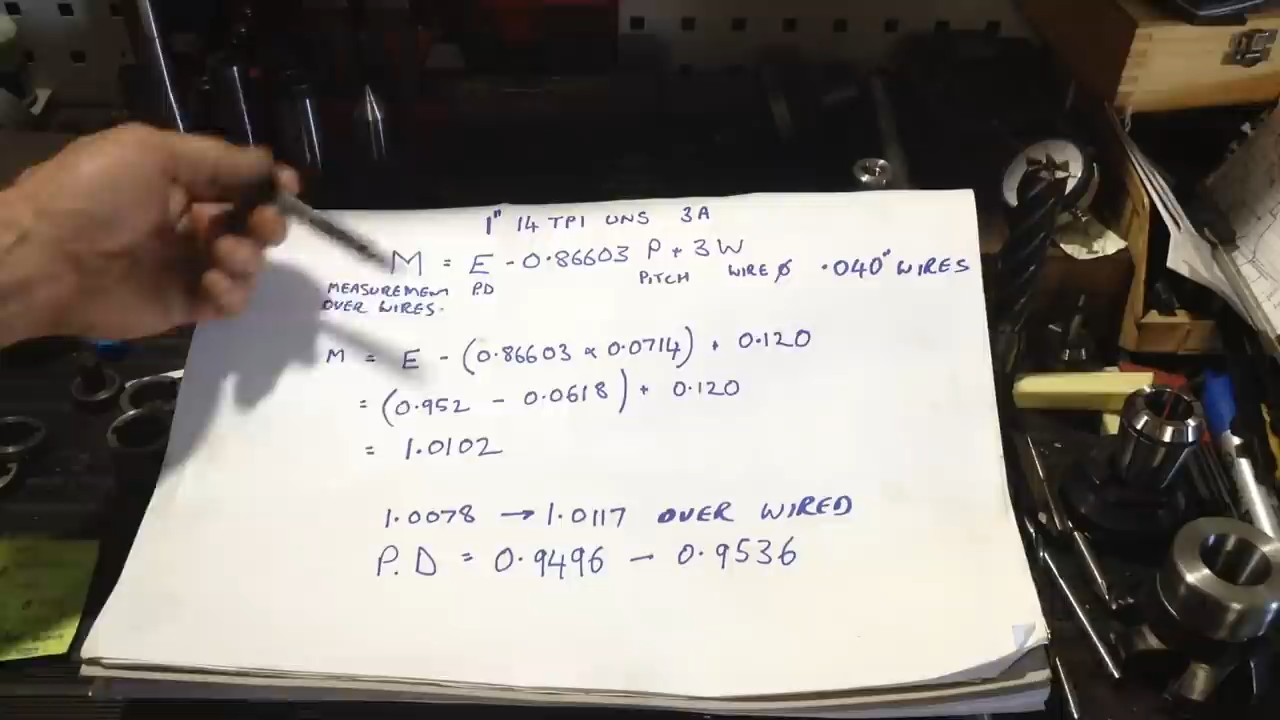 1" 14 TPI UNS 3A
M = E - 0.86603 P + 3W
PITCH WIRE Ø .040" WIRES
MEASUREMEM PD
OVER WIRES.
M = E - (0.86603 x 0.0714) + 0.120
= (0.952 - 0.0618) + 0.120
= 1.0102
1.0078 → 1.0117 OVER WIRED
P.D = 0.9496 - 0.9536